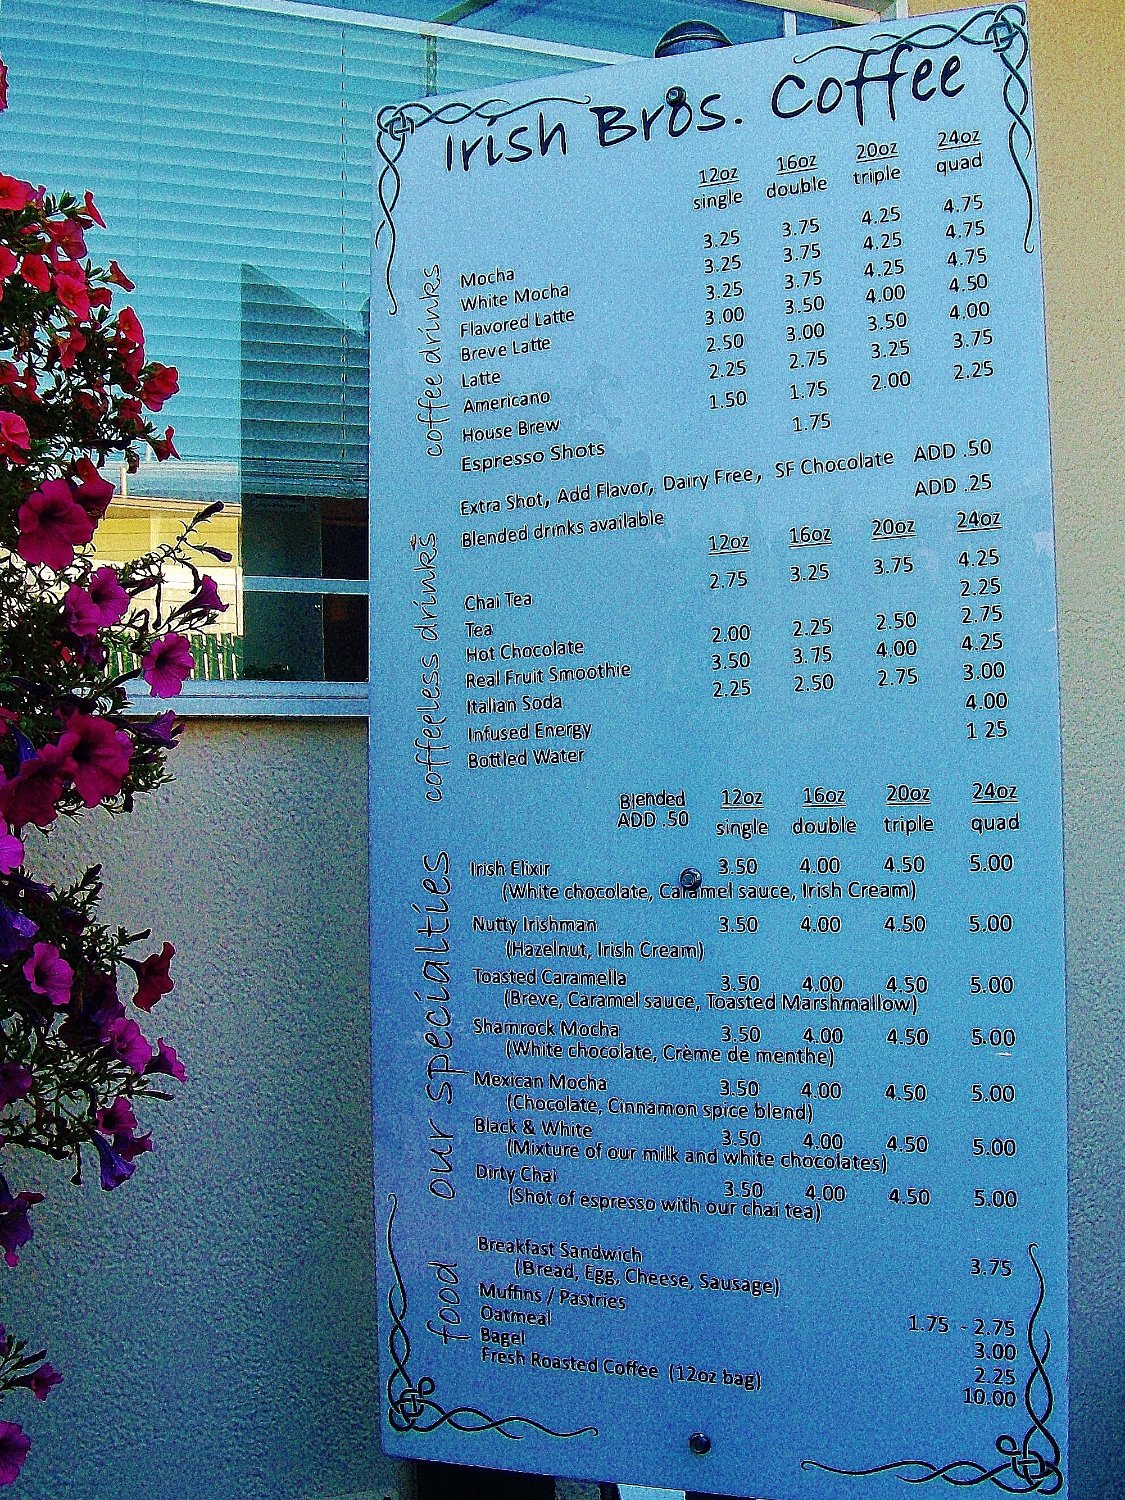 Irish Bros. Coffee
12oz 16oz 20oz 24oz
single double triple quad
coffee drinks
Mocha 3.25 3.75 4.25 4.75
White Mocha 3.25 3.75 4.25 4.75
Flavored Latte 3.25 3.75 4.25 4.75
Breve Latte 3.00 3.50 4.00 4.50
Latte 2.50 3.00 3.50 4.00
Americano 2.25 2.75 3.25 3.75
House Brew 1.50 1.75 2.00 2.25
Espresso Shots 1.75
Extra Shot, Add Flavor, Dairy Free, SF Chocolate ADD .50
Blended drinks available ADD .25
coffeeless drinks
12oz 16oz 20oz 24oz
Chai Tea 2.75 3.25 3.75 4.25
Tea 2.25
Hot Chocolate 2.00 2.25 2.50 2.75
Real Fruit Smoothie 3.50 3.75 4.00 4.25
Italian Soda 2.25 2.50 2.75 3.00
Infused Energy 4.00
Bottled Water 1 25
our specialties
Blended 12oz 16oz 20oz 24oz
ADD .50 single double triple quad
Irish Elixir 3.50 4.00 4.50 5.00
(White chocolate, Caramel sauce, Irish Cream)
Nutty Irishman 3.50 4.00 4.50 5.00
(Hazelnut, Irish Cream)
Toasted Caramella 3.50 4.00 4.50 5.00
(Breve, Caramel sauce, Toasted Marshmallow)
Shamrock Mocha 3.50 4.00 4.50 5.00
(White chocolate, Crème de menthe)
Mexican Mocha 3.50 4.00 4.50 5.00
(Chocolate, Cinnamon spice blend)
Black & White 3.50 4.00 4.50 5.00
(Mixture of our milk and white chocolates)
Dirty Chai 3.50 4.00 4.50 5.00
(Shot of espresso with our chai tea)
food
Breakfast Sandwich 3.75
(Bread, Egg, Cheese, Sausage)
Muffins / Pastries 1.75 - 2.75
Oatmeal 3.00
Bagel 2.25
Fresh Roasted Coffee (12oz bag) 10.00